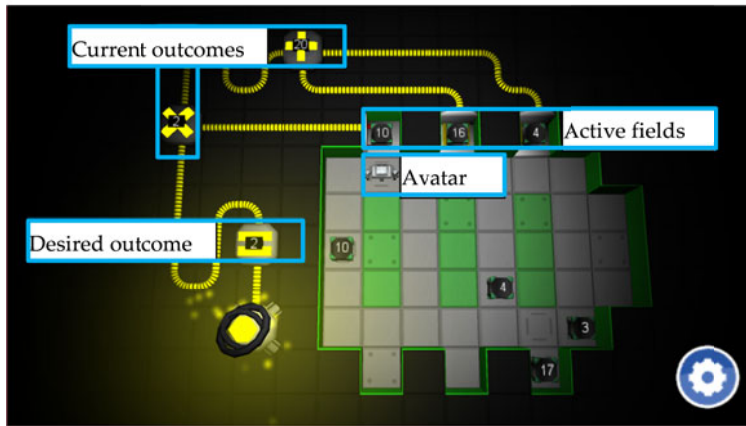 Current outcomes 20
2
10 16 4 Active fields
Avatar
Desired outcome 2
10
4
3
17